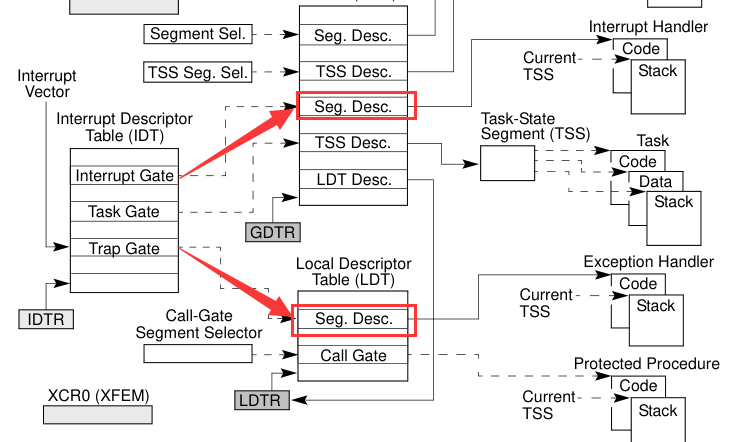 Segment Sel.
TSS Seg. Sel.
Interrupt
Vector
Interrupt Descriptor
Table (IDT)
Interrupt Gate
Task Gate
Trap Gate
IDTR
Call-Gate
Segment Selector
XCR0 (XFEM)
Seg. Desc.
TSS Desc.
Seg. Desc.
TSS Desc.
LDT Desc.
GDTR
Local Descriptor
Table (LDT)
Seg. Desc.
Call Gate
LDTR
Interrupt Handler
Code
Current
TSS
Stack
Task-State
Segment (TSS)
Task
Code
Data
Stack
Exception Handler
Code
Current
TSS
Stack
Protected Procedure
Code
Current
TSS
Stack